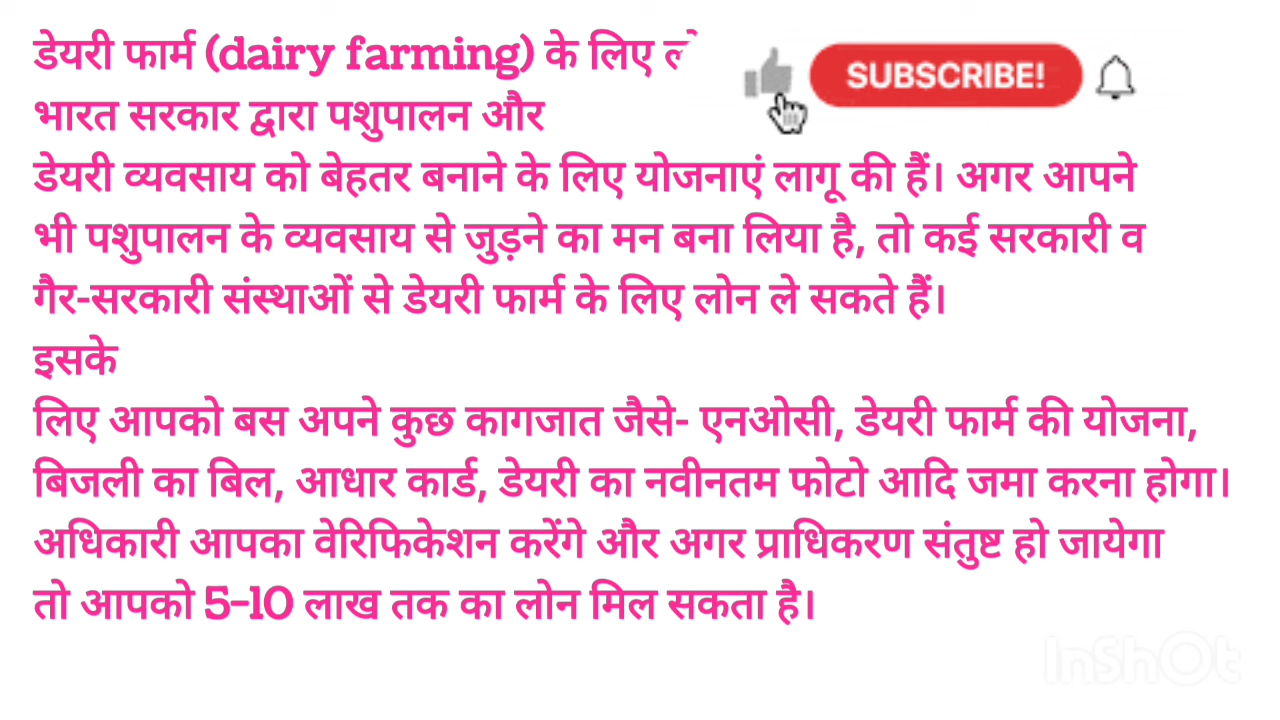 डेयरी फार्म (dairy farming) के लिए
SUBSCRIBE!
भारत सरकार द्वारा पशुपालन और
डेयरी व्यवसाय को बेहतर बनाने के लिए योजनाएं लागू की हैं। अगर आपने
भी पशुपालन के व्यवसाय से जुड़ने का मन बना लिया है, तो कई सरकारी व
गैर-सरकारी संस्थाओं से डेयरी फार्म के लिए लोन ले सकते हैं।
इसके
लिए आपको बस अपने कुछ कागजात जैसे- एनओसी, डेयरी फार्म की योजना,
बिजली का बिल, आधार कार्ड, डेयरी का नवीनतम फोटो आदि जमा करना होगा।
अधिकारी आपका वेरिफिकेशन करेंगे और अगर प्राधिकरण संतुष्ट हो जायेगा
तो आपको 5-10 लाख तक का लोन मिल सकता है।
InShOt